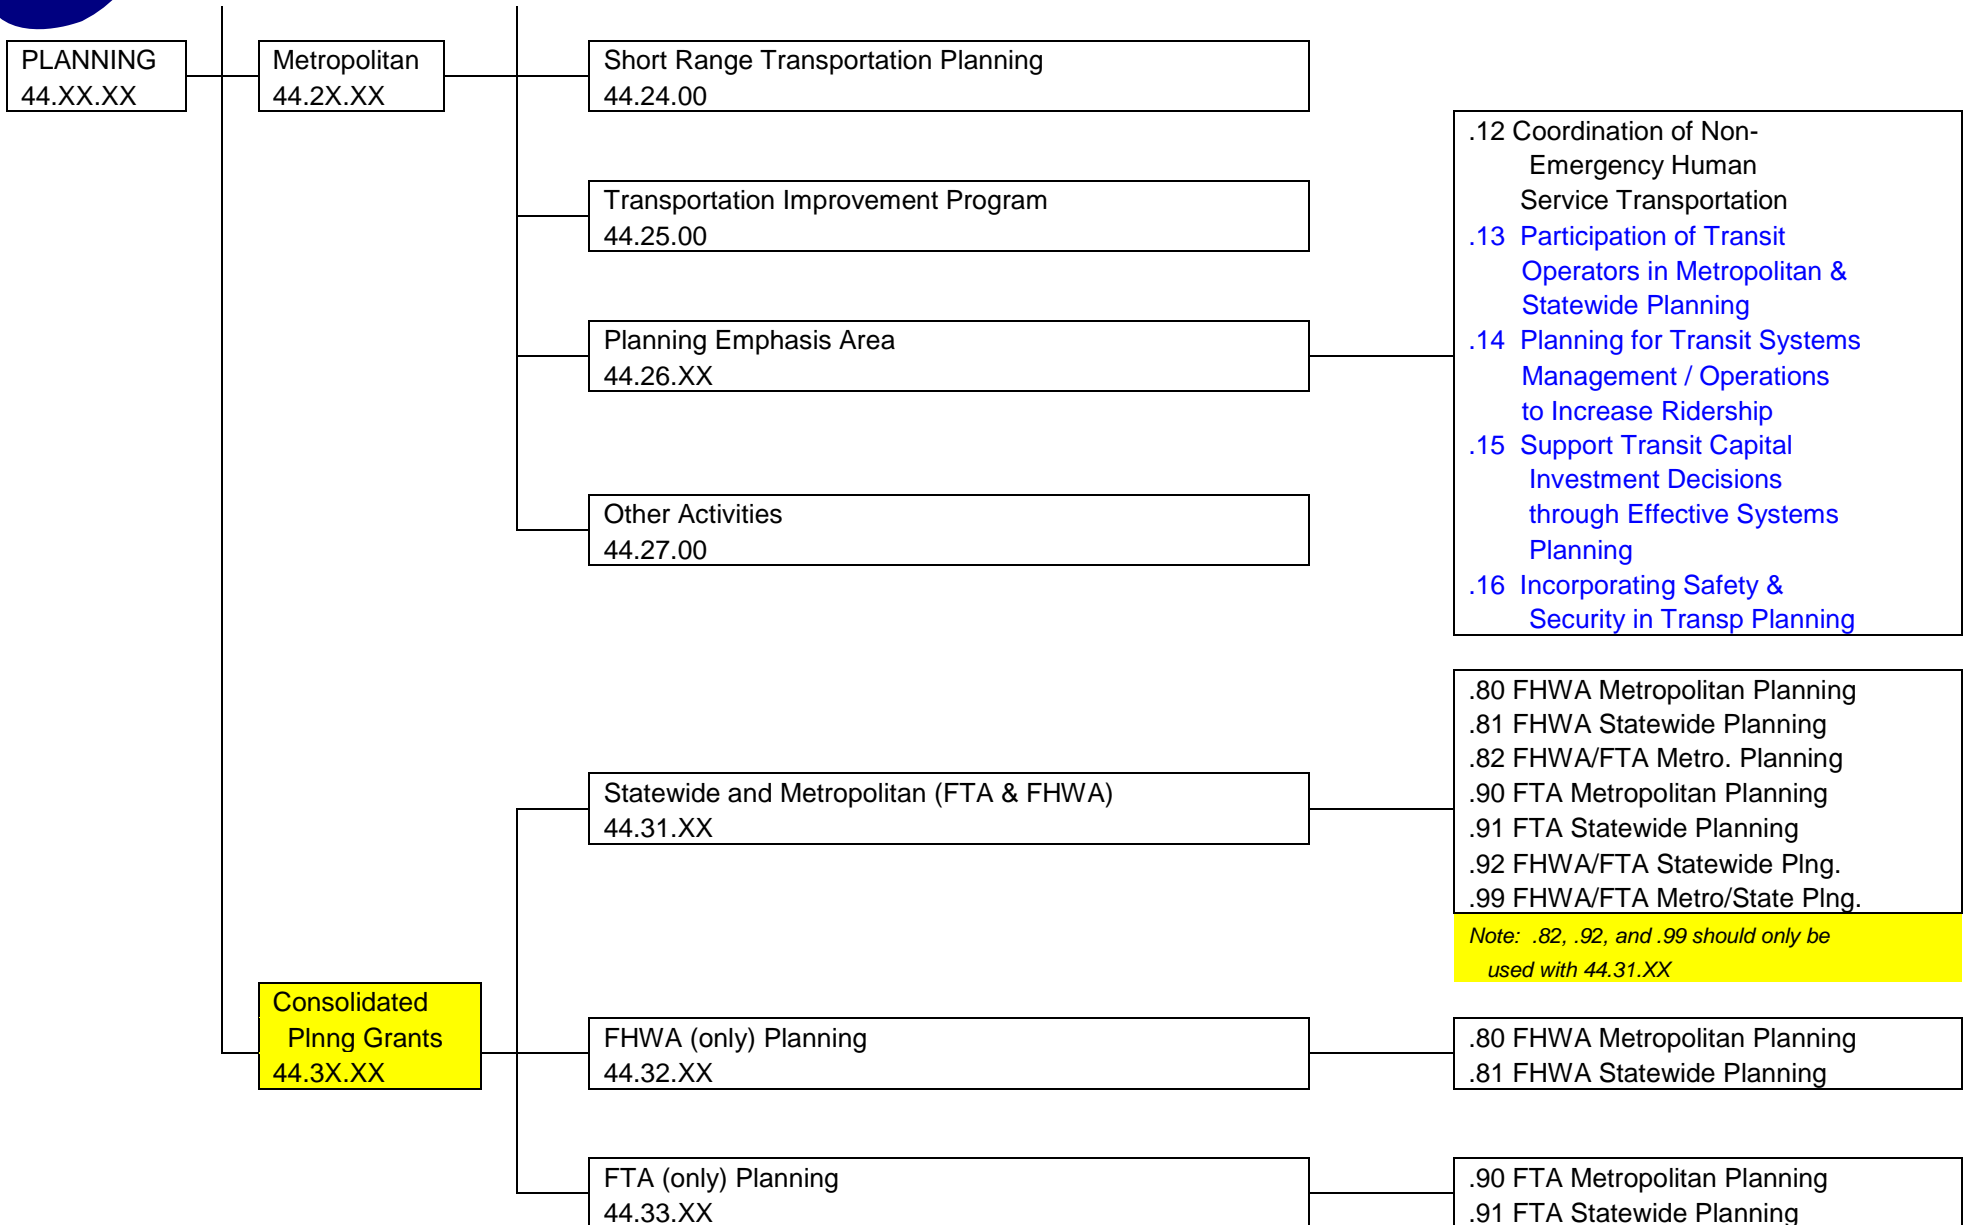 PLANNING
44.XX.XX
Metropolitan
44.2X.XX
Short Range Transportation Planning
44.24.00
Transportation Improvement Program
44.25.00
Planning Emphasis Area
44.26.XX
.12 Coordination of Non-
Emergency Human
Service Transportation
.13 Participation of Transit
Operators in Metropolitan &
Statewide Planning
.14 Planning for Transit Systems
Management / Operations
to Increase Ridership
.15 Support Transit Capital
Investment Decisions
through Effective Systems
Planning
.16 Incorporating Safety &
Security in Transp Planning
Other Activities
44.27.00
Consolidated
Plnng Grants
44.3X.XX
Statewide and Metropolitan (FTA & FHWA)
44.31.XX
.80 FHWA Metropolitan Planning
.81 FHWA Statewide Planning
.82 FHWA/FTA Metro. Planning
.90 FTA Metropolitan Planning
.91 FTA Statewide Planning
.92 FHWA/FTA Statewide Plng.
.99 FHWA/FTA Metro/State Plng.
Note: .82, .92, and .99 should only be
used with 44.31.XX
FHWA (only) Planning
44.32.XX
.80 FHWA Metropolitan Planning
.81 FHWA Statewide Planning
FTA (only) Planning
44.33.XX
.90 FTA Metropolitan Planning
.91 FTA Statewide Planning